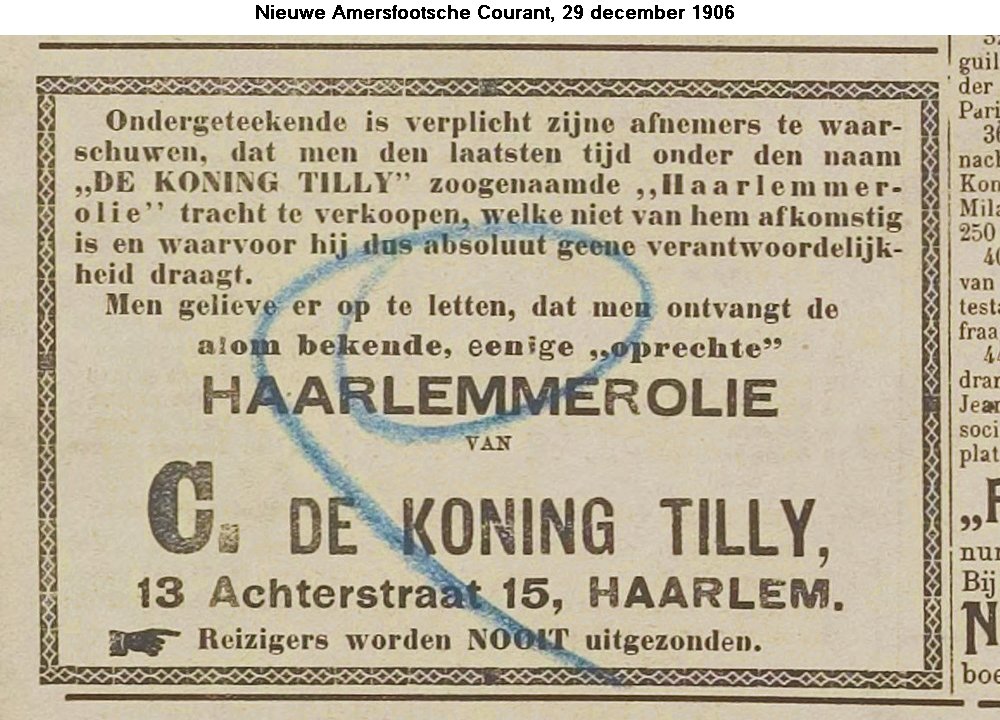 Nieuwe Amersfootsche Courant, 29 december 1906
Ondergeteekende is verplicht zijne afnemers te waar-
schuwen, dat men den laatsten tijd onder den naam
„DE KONING TILLY” zoogenaamde ,,Haarlemmer-
olie'' tracht te verkoopen, welke niet van hem afkomstig
is en waarvoor hij dus absoluut geene verantwoordelijk-
heid draagt.
Men gelieve er op te letten, dat men ontvangt de
alom bekende, eenige „oprechte”
HAARLEMMEROLIE
VAN
C. DE KONING TILLY,
13 Achterstraat 15, HAARLEM.
Reizigers worden NOOIT uitgezonden.
guil
der
Pari
nach
Kon
Mila
250
van
testa
fraa
dran
Jean
soci
plat
nun
Bij
N
boe